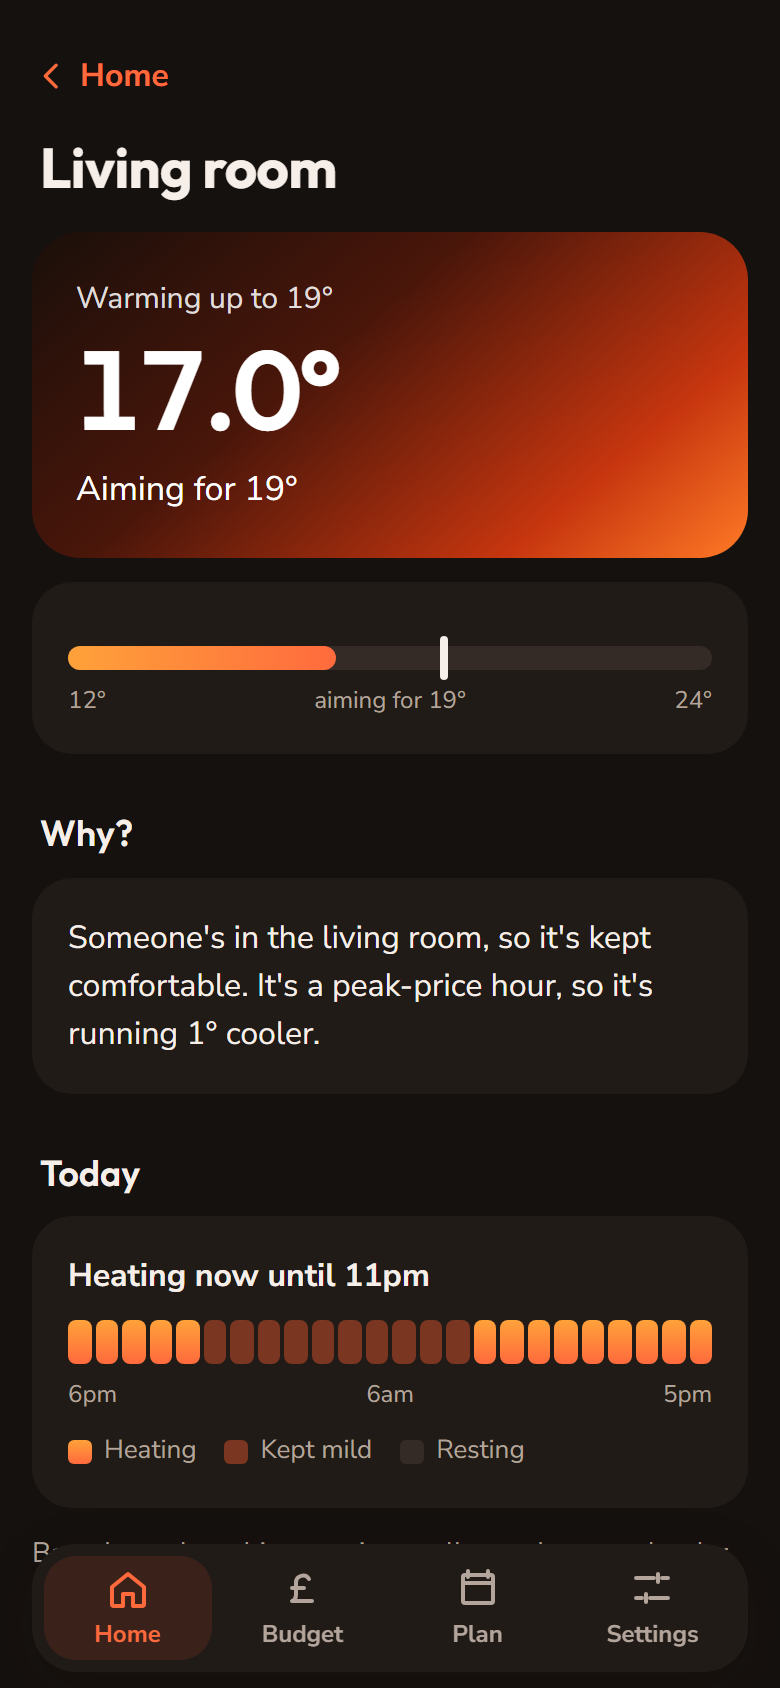 Home
Living room
Warming up to 19°
17.0°
Aiming for 19°
12°
aiming for 19°
24°
Why?
Someone's in the living room, so it's kept
comfortable. It's a peak-price hour, so it's
running 1° cooler.
Today
Heating now until 11pm
6pm
6am
5pm
Heating
Kept mild
Resting
Home
Budget
Plan
Settings